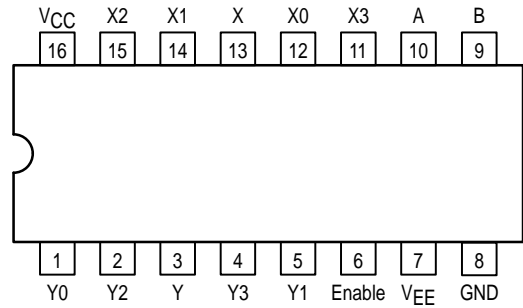 VCC X2 X1 X X0 X3 A B
16 15 14 13 12 11 10 9
1 2 3 4 5 6 7 8
Y0 Y2 Y Y3 Y1 Enable VEE GND